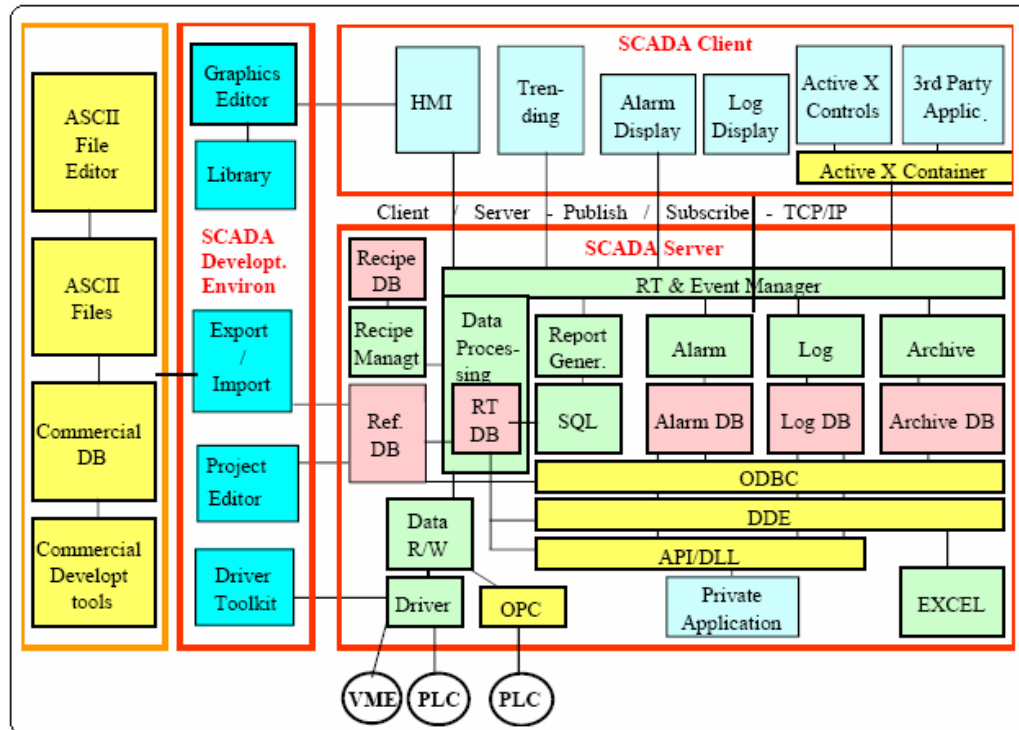 ASCII
File
Editor
ASCII
Files
Commercial
DB
Commercial
Developt
tools
Graphics
Editor
Library
SCADA
Developt.
Environ
Export
/
Import
Project
Editor
Driver
Toolkit
SCADA Client
HMI
Tren-
ding
Alarm
Display
Log
Display
Active X
Controls
3rd Party
Applic.
Active X Container
Client / Server - Publish / Subscribe - TCP/IP
SCADA Server
Recipe
DB
RT & Event Manager
Recipe
Managt
Data
Proces-
sing
RT
DB
Report
Gener.
SQL
Alarm
Alarm DB
Log
Log DB
Archive
Archive DB
Ref.
DB
ODBC
DDE
API/DLL
Data
R/W
Driver
OPC
Private
Application
EXCEL
VME
PLC
PLC